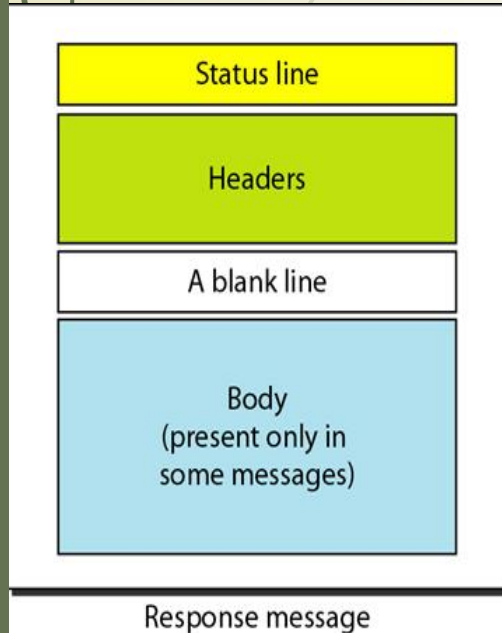 Status line
Headers
A blank line
Body
(present only in
some messages)
Response message